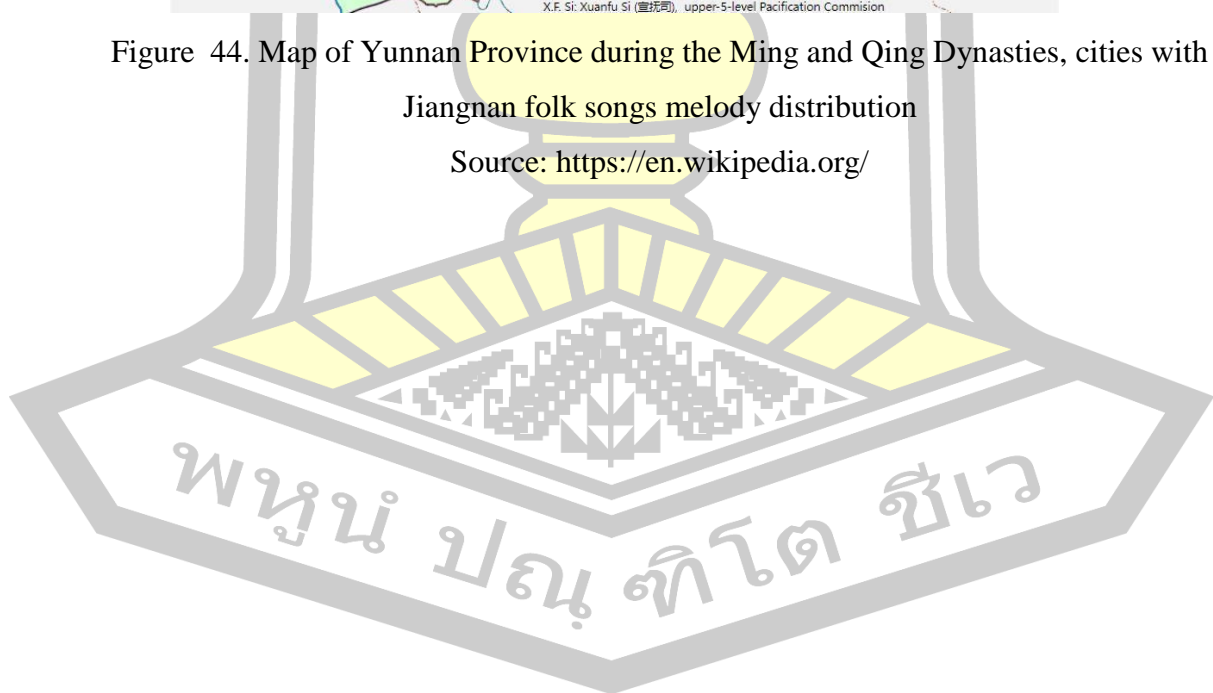 X.F. Si: Xuanfu Si (宣抚司), upper-5-level Pacification Commision
Figure 44. Map of Yunnan Province during the Ming and Qing Dynasties, cities with
Jiangnan folk songs melody distribution
Source: https://en.wikipedia.org/
พหูนํ ปณฺฑิโต ชีเว